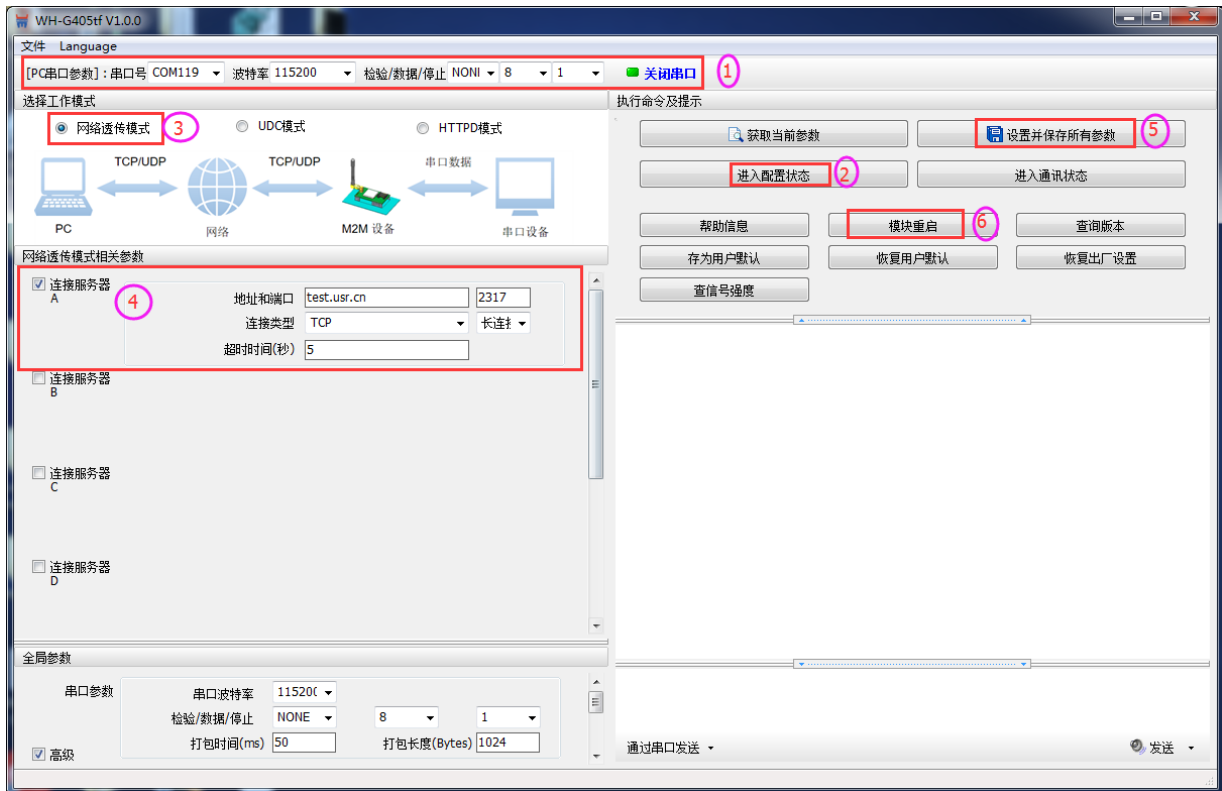 WH-G405tf V1.0.0
文件 Language
[PC串口参数]：串口号 COM119 波特率 115200 检验/数据/停止 NONI 8 1 关闭串口 1
选择工作模式
网络透传模式 3 UDC模式 HTTPD模式
TCP/UDP TCP/UDP 串口数据
PC 网络 M2M 设备 串口设备
网络透传模式相关参数
连接服务器
A
4
地址和端口 test.usr.cn 2317
连接类型 TCP 长连接
超时时间(秒) 5
连接服务器
B
连接服务器
C
连接服务器
D
全局参数
串口参数 串口波特率 115200
检验/数据/停止 NONE 8 1
打包时间(ms) 50 打包长度(Bytes) 1024
高级
执行命令及提示
获取当前参数 设置并保存所有参数 5
进入配置状态 2 进入通讯状态
帮助信息 模块重启 6 查询版本
存为用户默认 恢复用户默认 恢复出厂设置
查信号强度
通过串口发送 发送